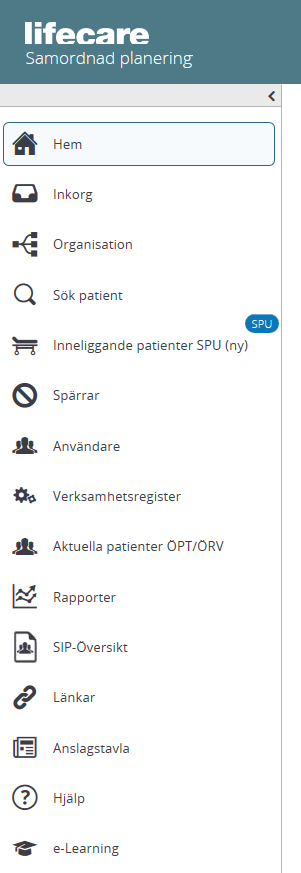 lifecare
Samordnad planering
Hem
Inkorg
Organisation
Sök patient
SPU
Inneliggande patienter SPU (ny)
Spärrar
Användare
Verksamhetsregister
Aktuella patienter ÖPT/ÖRV
Rapporter
SIP-Översikt
Länkar
Anslagstavla
Hjälp
e-Learning